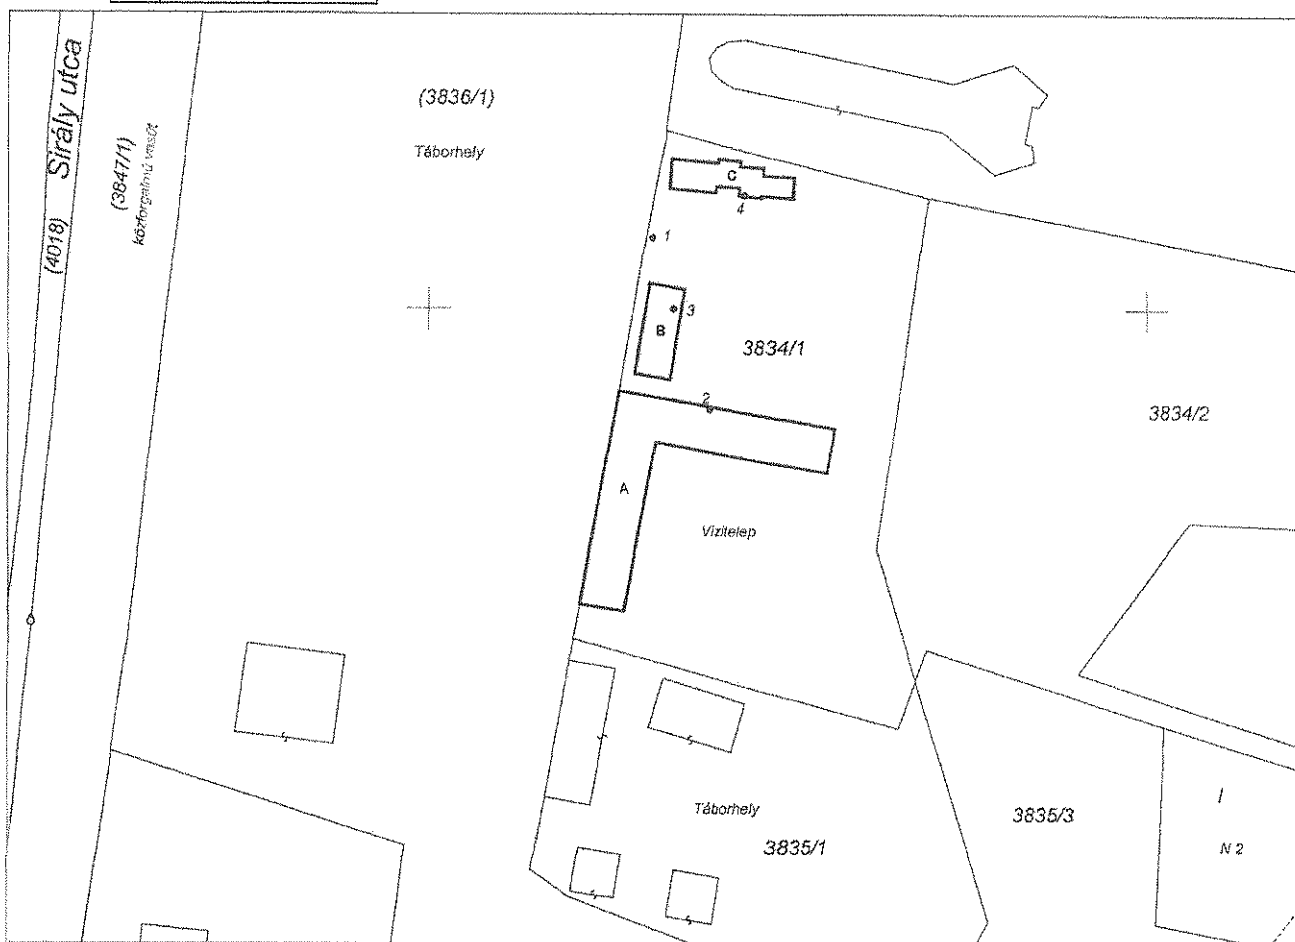 (4018) Sirály utca
(3847/1)
közforgalmú vasút
(3836/1)
Táborhely
C
4
1
3
B
3834/1
2
3834/2
A
Vízitelep
Táborhely
3835/1
3835/3
I
N 2